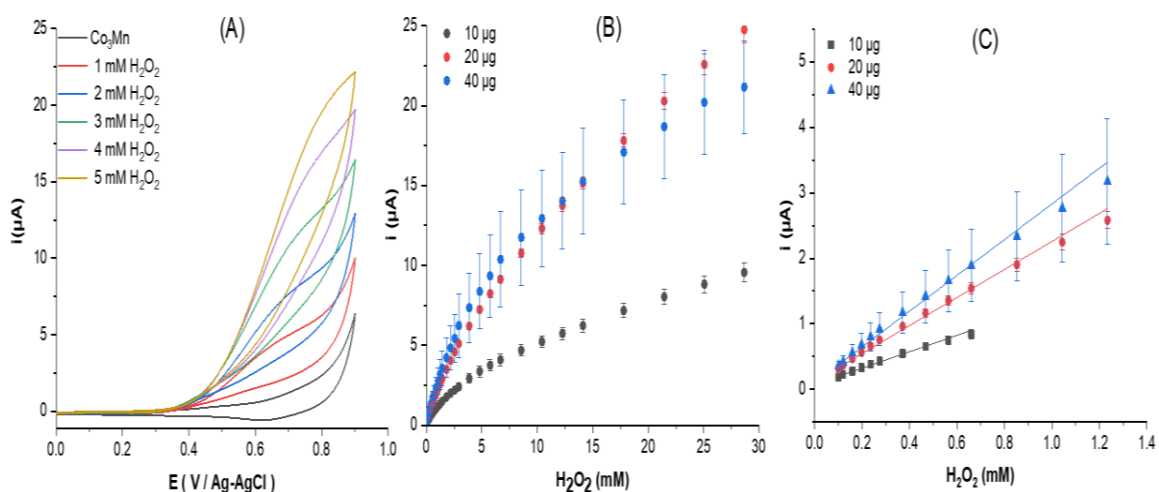 (A)
Co₃Mn
1 mM H₂O₂
2 mM H₂O₂
3 mM H₂O₂
4 mM H₂O₂
5 mM H₂O₂
25
20
15
10
5
0
i(µA)
0.0 0.2 0.4 0.6 0.8 1.0
E ( V / Ag-AgCl )
(B)
10 µg
20 µg
40 µg
25
20
15
10
5
0
i (µA)
0 5 10 15 20 25 30
H₂O₂ (mM)
(C)
10 µg
20 µg
40 µg
5
4
3
2
1
0
i (µA)
0.0 0.2 0.4 0.6 0.8 1.0 1.2 1.4
H₂O₂ (mM)